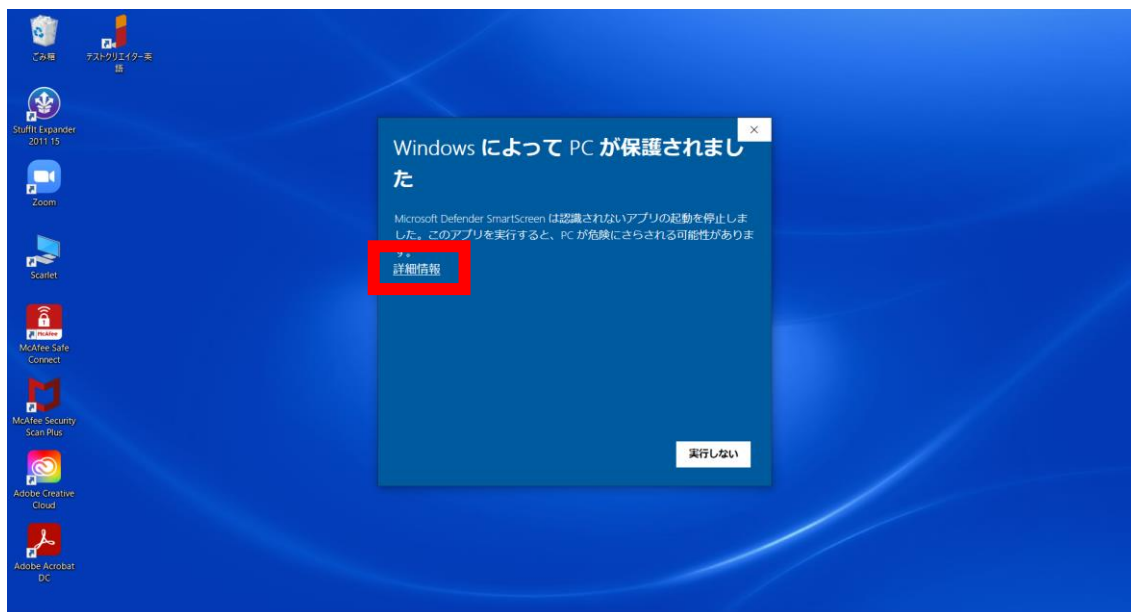 ごみ箱
テストクリエイター英
語
StuffIt Expander
2011 15
Zoom
Scarlet
McAfee
McAfee Safe
Connect
McAfee Security
Scan Plus
Adobe Creative
Cloud
Adobe Acrobat
DC
Windows によって PC が保護されまし
た
Microsoft Defender SmartScreen は認識されないアプリの起動を停止しま
した。このアプリを実行すると、PC が危険にさらされる可能性がありま
す。
詳細情報
実行しない